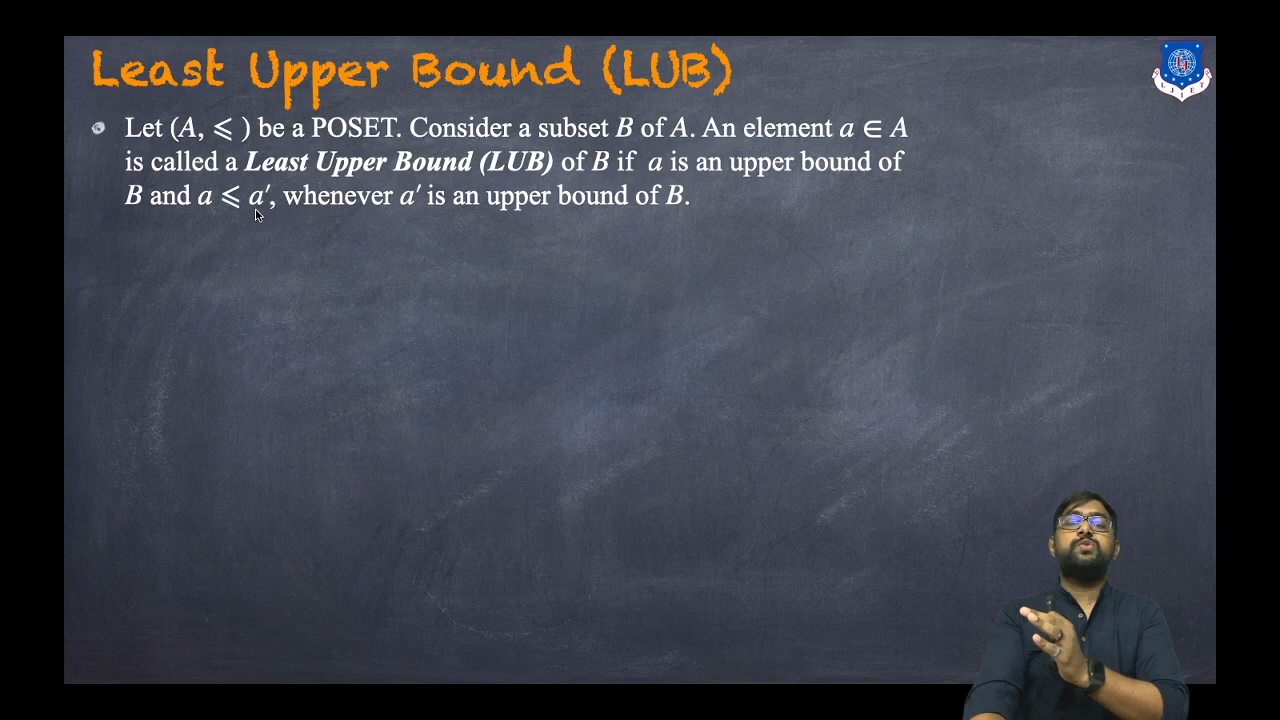 Least Upper Bound (LUB)
Let (A, ⩽ ) be a POSET. Consider a subset B of A. An element a ∈ A
is called a Least Upper Bound (LUB) of B if a is an upper bound of
B and a ⩽ a′, whenever a′ is an upper bound of B.